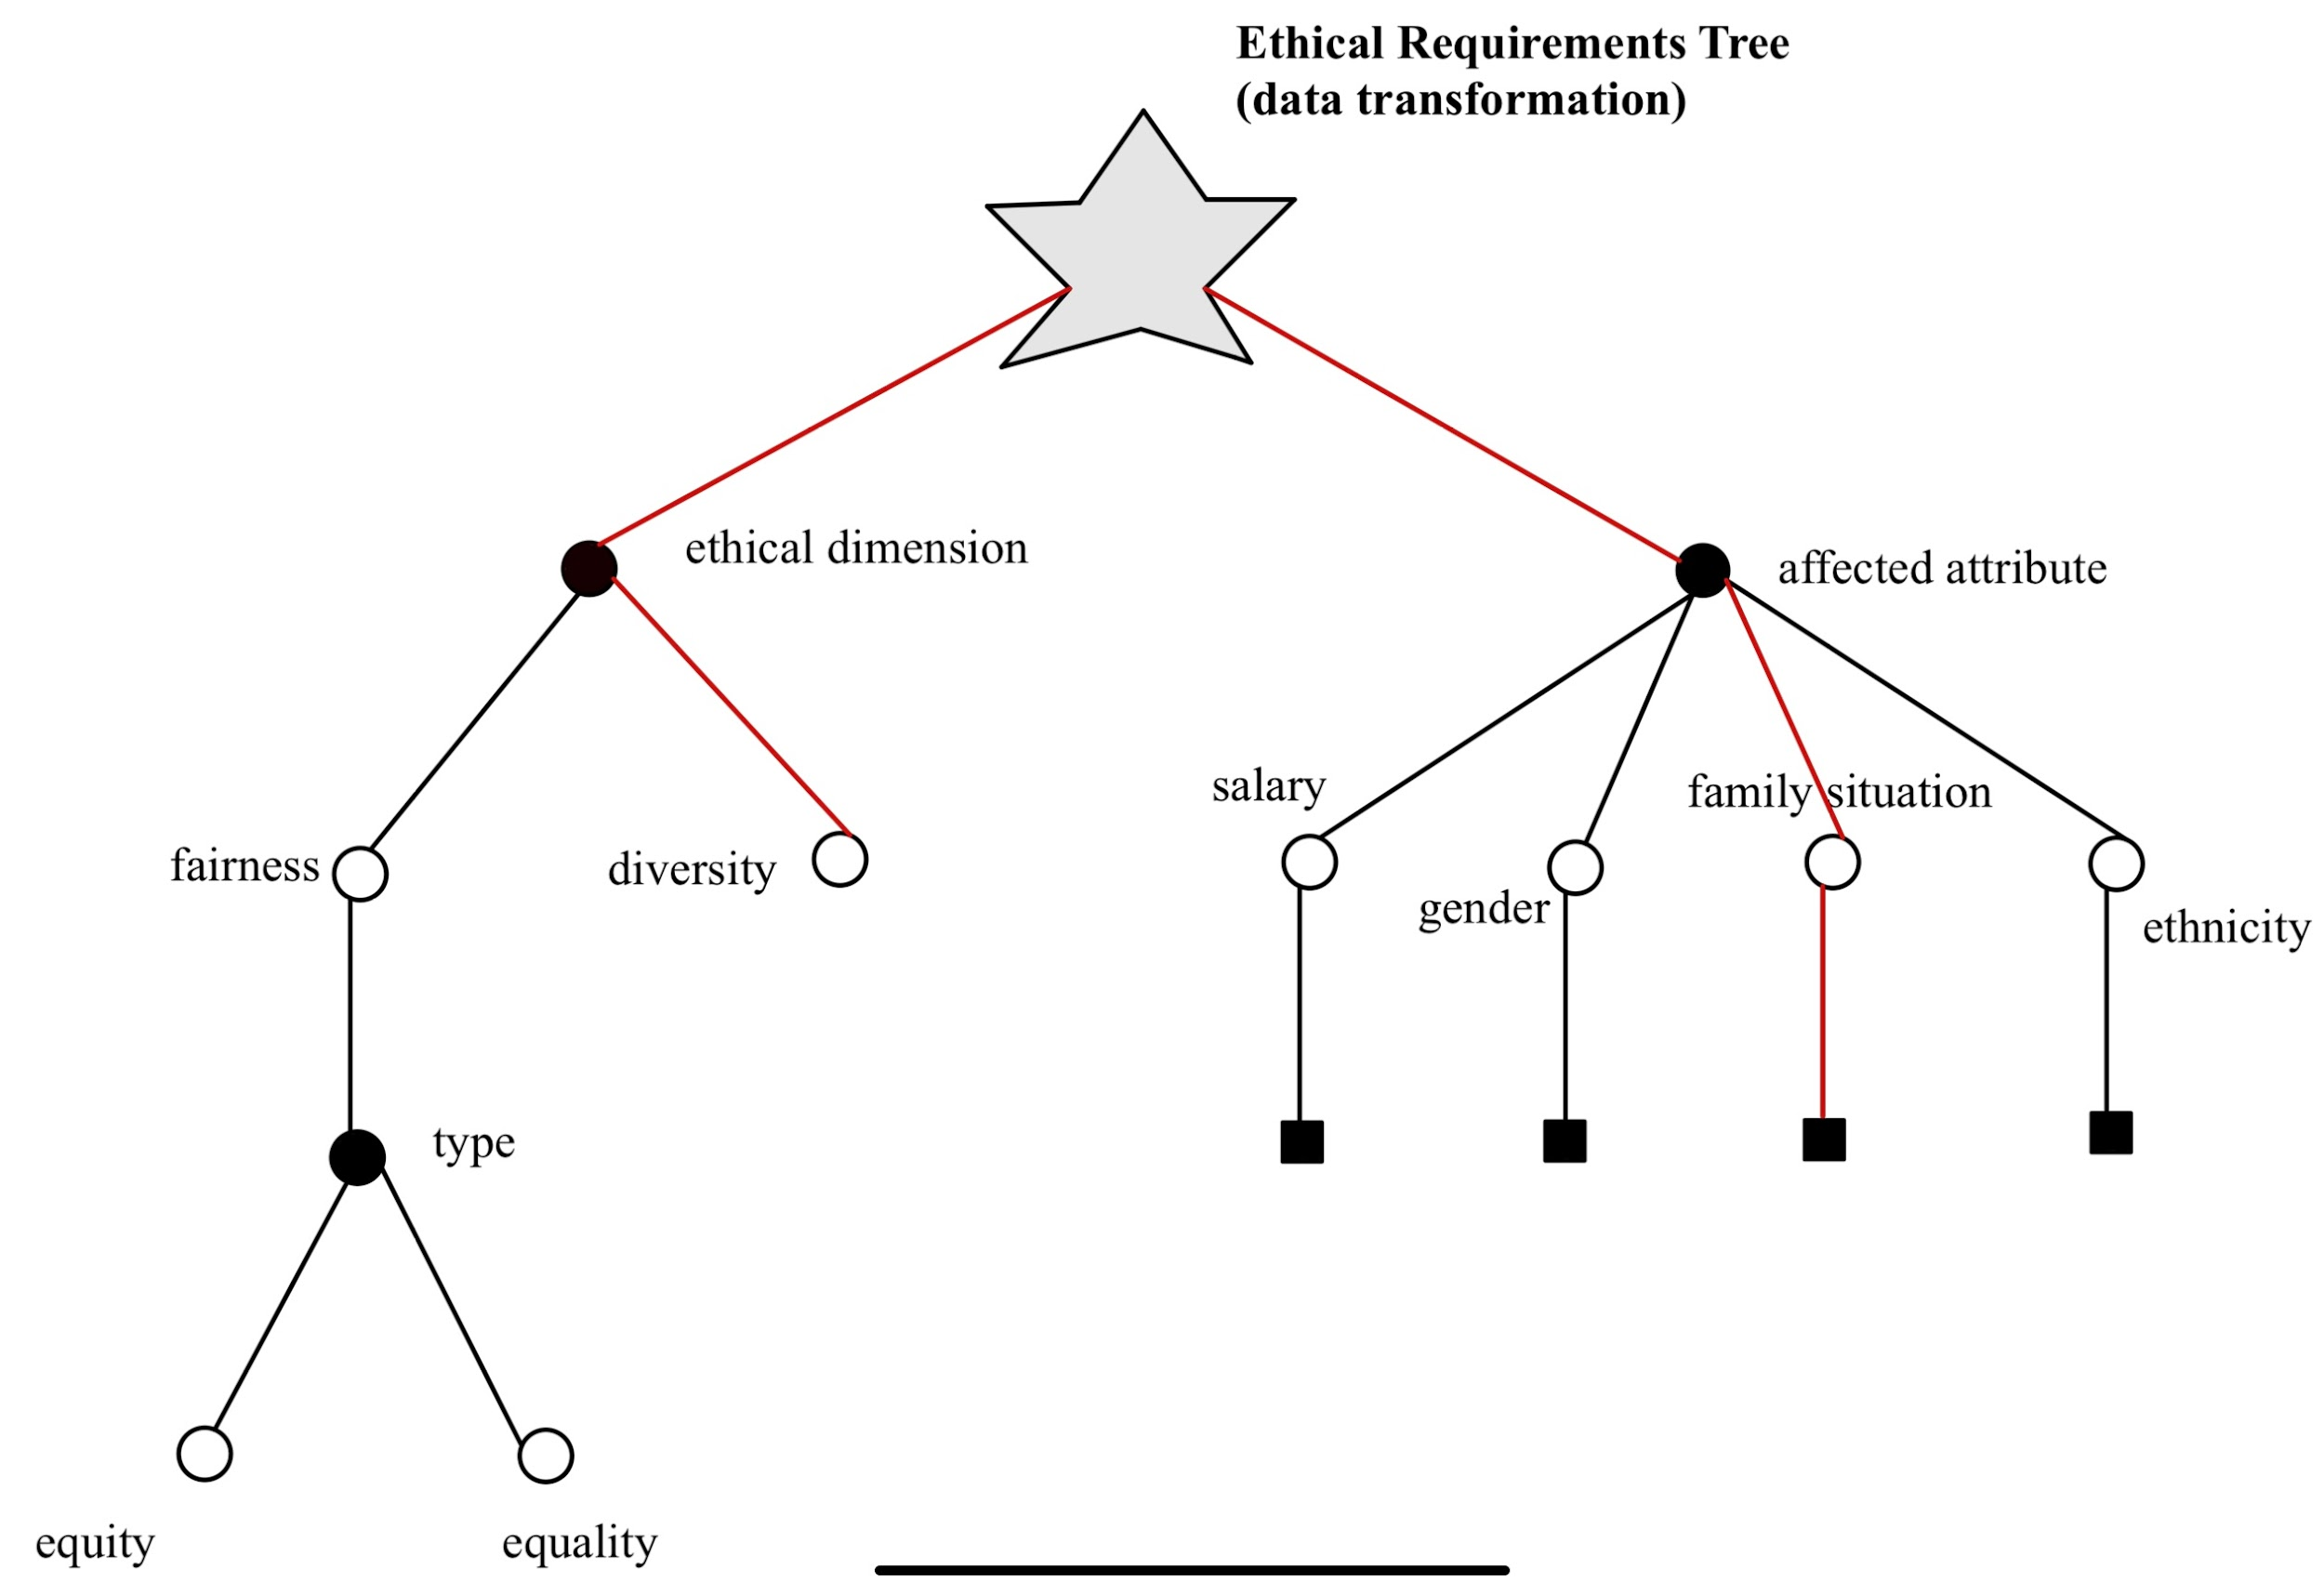 Ethical Requirements Tree
(data transformation)
ethical dimension
affected attribute
salary
family situation
fairness
diversity
gender
ethnicity
type
equity
equality